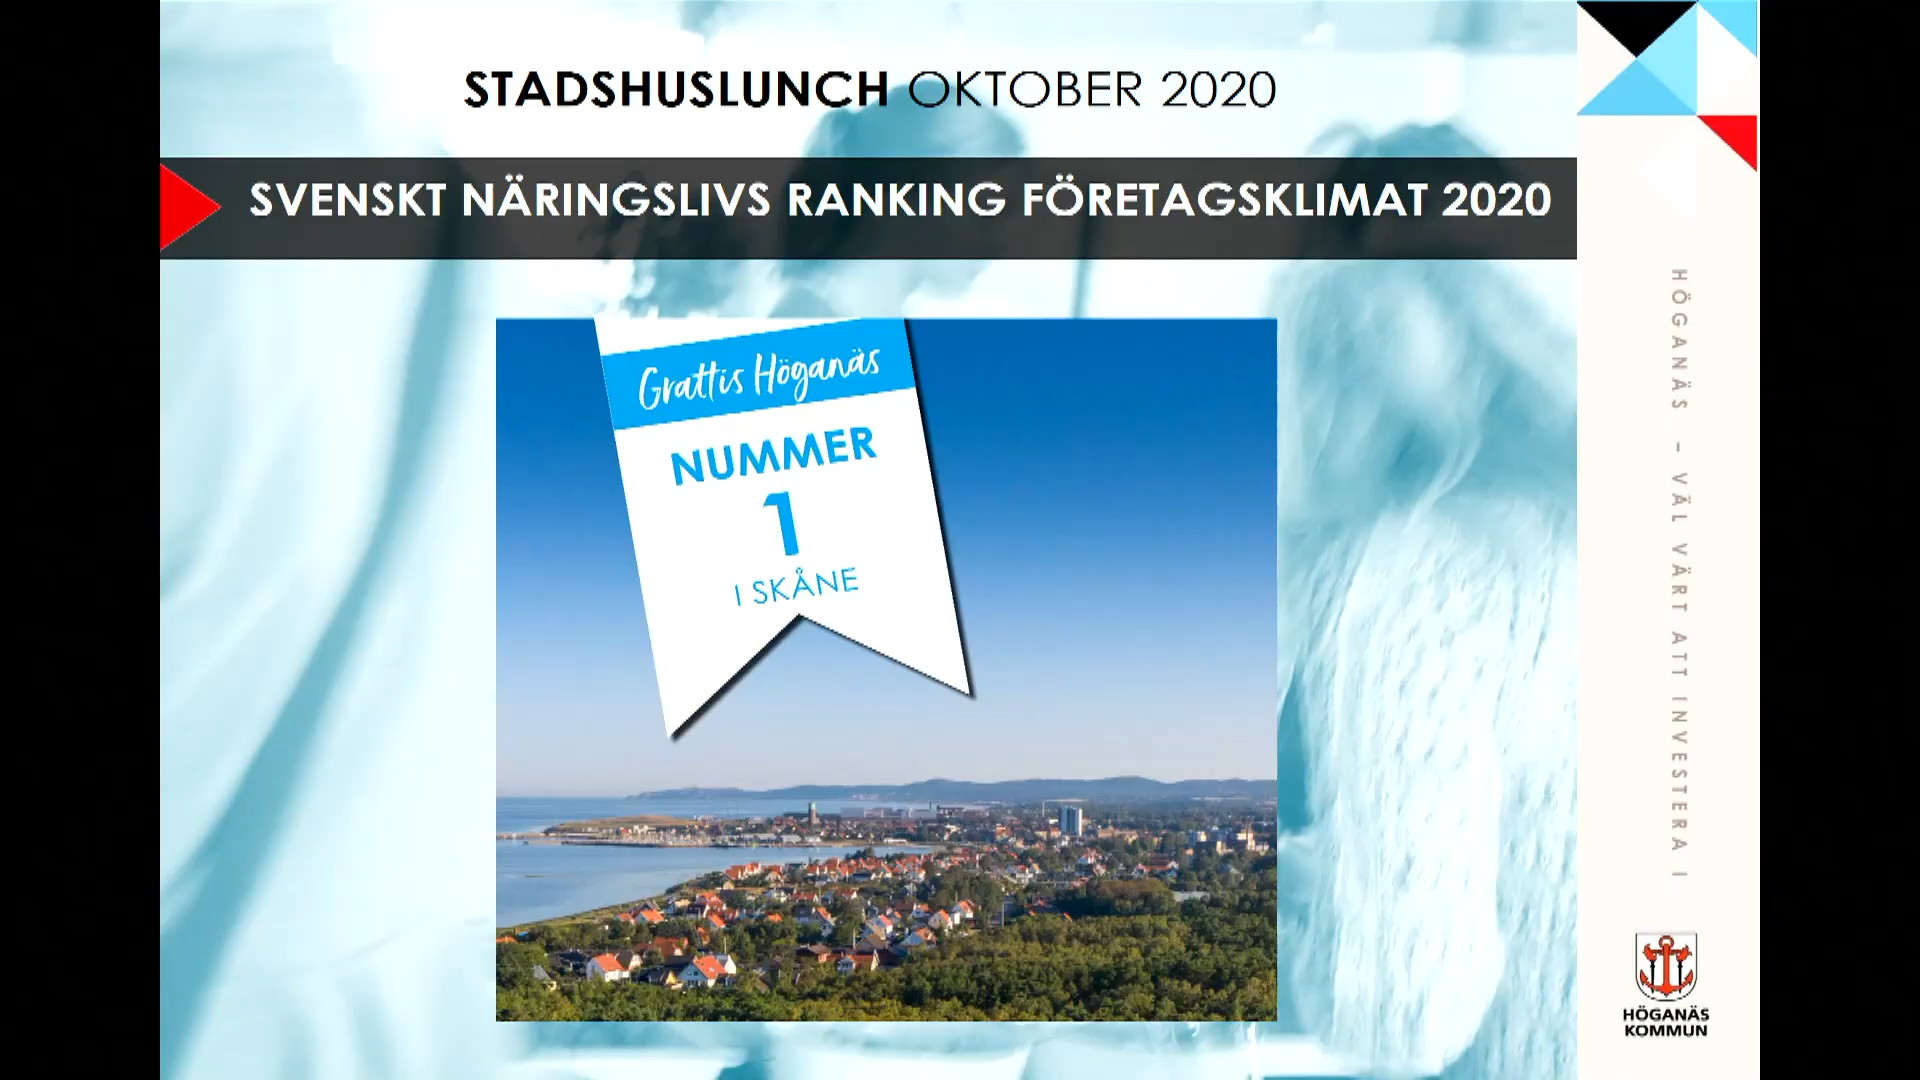 STADSHUSLUNCH OKTOBER 2020
SVENSKT NÄRINGSLIVS RANKING FÖRETAGSKLIMAT 2020
Grattis Höganäs
NUMMER
1
I SKÅNE
HÖGANÄS – VÄL VÄRT ATT INVESTERA I
HÖGANÄS
KOMMUN